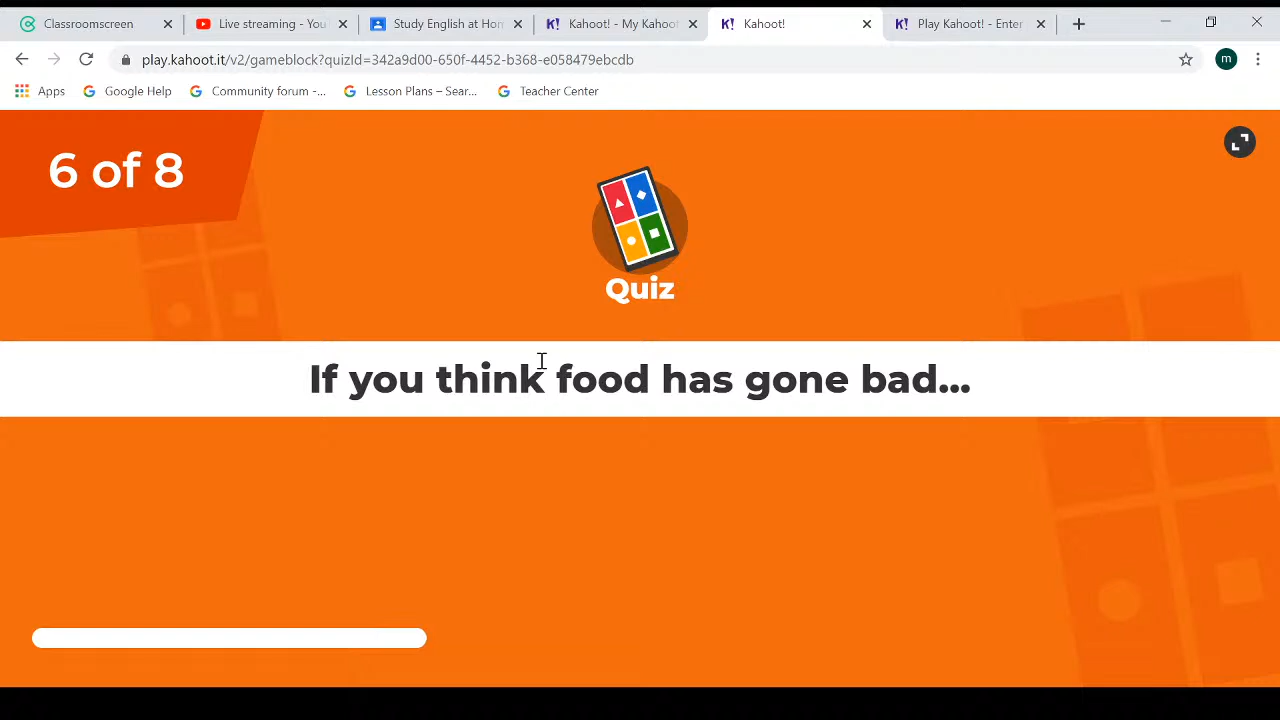 Classroomscreen
Live streaming - You
Study English at Hom
Kahoot! - My Kahoot
Kahoot!
Play Kahoot! - Enter
play.kahoot.it/v2/gameblock?quizId=342a9d00-650f-4452-b368-e058479ebcdb
m
Apps
Google Help
Community forum -...
Lesson Plans – Sear...
Teacher Center
6 of 8
Quiz
If you think food has gone bad...